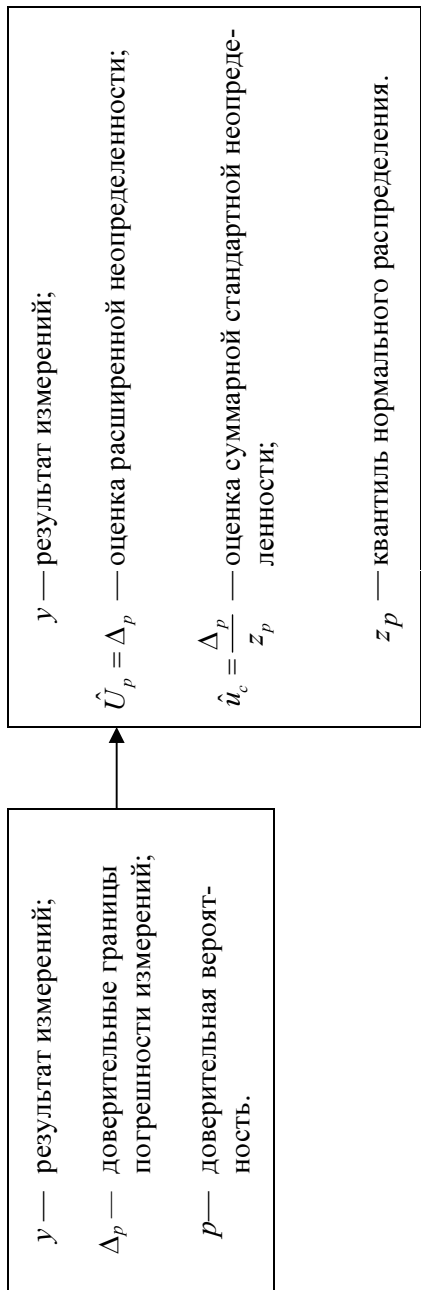 y — результат измерений;
Δp — доверительные границы
погрешности измерений;
p — доверительная вероят-
ность.
y — результат измерений;
Û_p = Δ_p — оценка расширенной неопределенности;
û_c = Δ_p / z_p — оценка суммарной стандартной неопреде-
ленности;
z_p — квантиль нормального распределения.